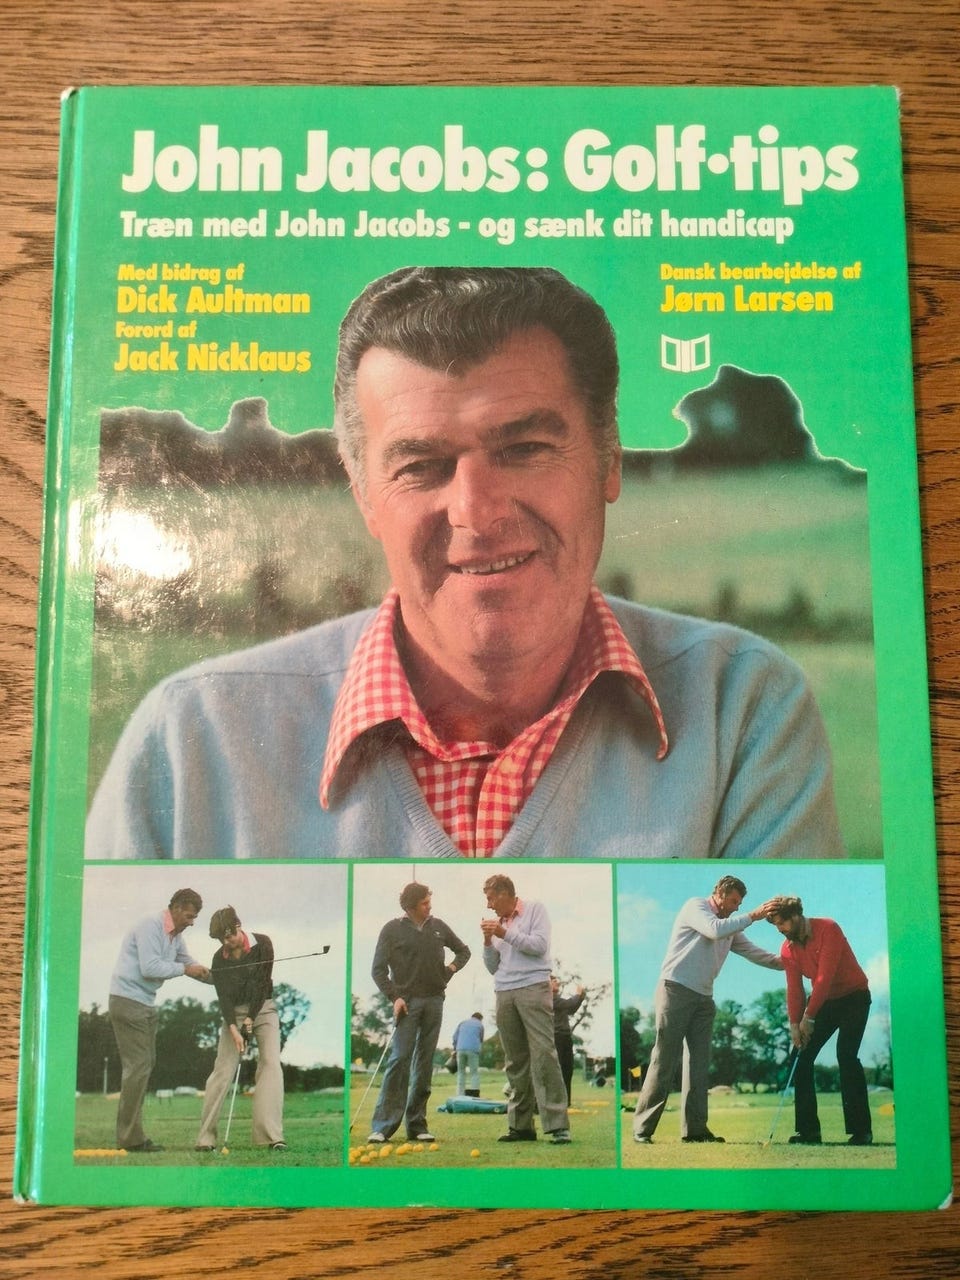 John Jacobs: Golf•tips
Træn med John Jacobs - og sænk dit handicap
Med bidrag af
Dick Aultman
Forord af
Jack Nicklaus
Dansk bearbejdelse af
Jørn Larsen